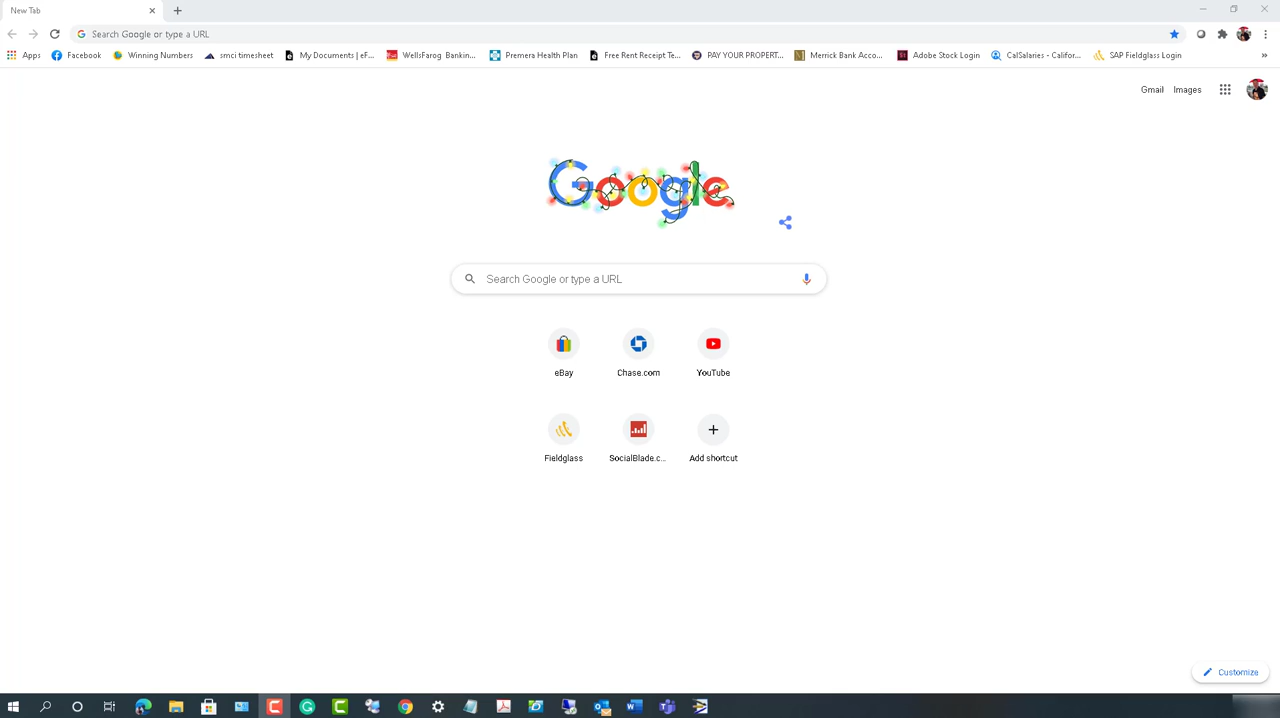 New Tab
Search Google or type a URL
Apps Facebook Winning Numbers smci timesheet My Documents | eF... WellsFarog Bankin... Premera Health Plan Free Rent Receipt Te... PAY YOUR PROPERT... Merrick Bank Acco... Adobe Stock Login CalSalaries - Califor... SAP Fieldglass Login »
Gmail Images
Google
Search Google or type a URL
eBay Chase.com YouTube
Fieldglass SocialBlade.c... Add shortcut
Customize